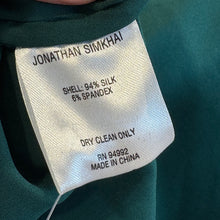 JONATHAN SIMKHAI
SHELL: 94% SILK
6% SPANDEX
DRY CLEAN ONLY
RN 94992
MADE IN CHINA